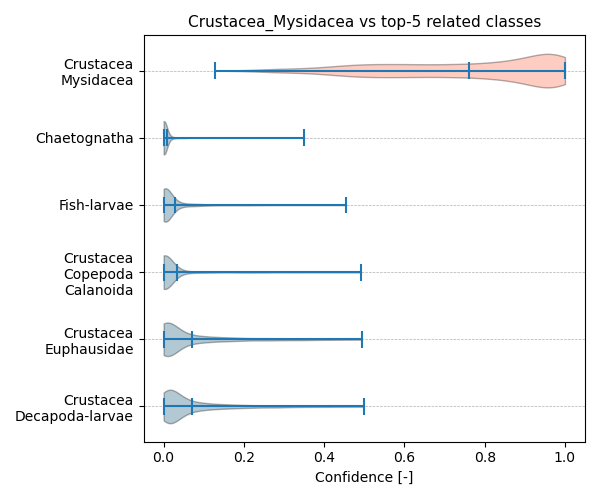 Crustacea_Mysidacea vs top-5 related classes
Crustacea
Mysidacea
Chaetognatha
Fish-larvae
Crustacea
Copepoda
Calanoida
Crustacea
Euphausidae
Crustacea
Decapoda-larvae
0.0 0.2 0.4 0.6 0.8 1.0
Confidence [-]